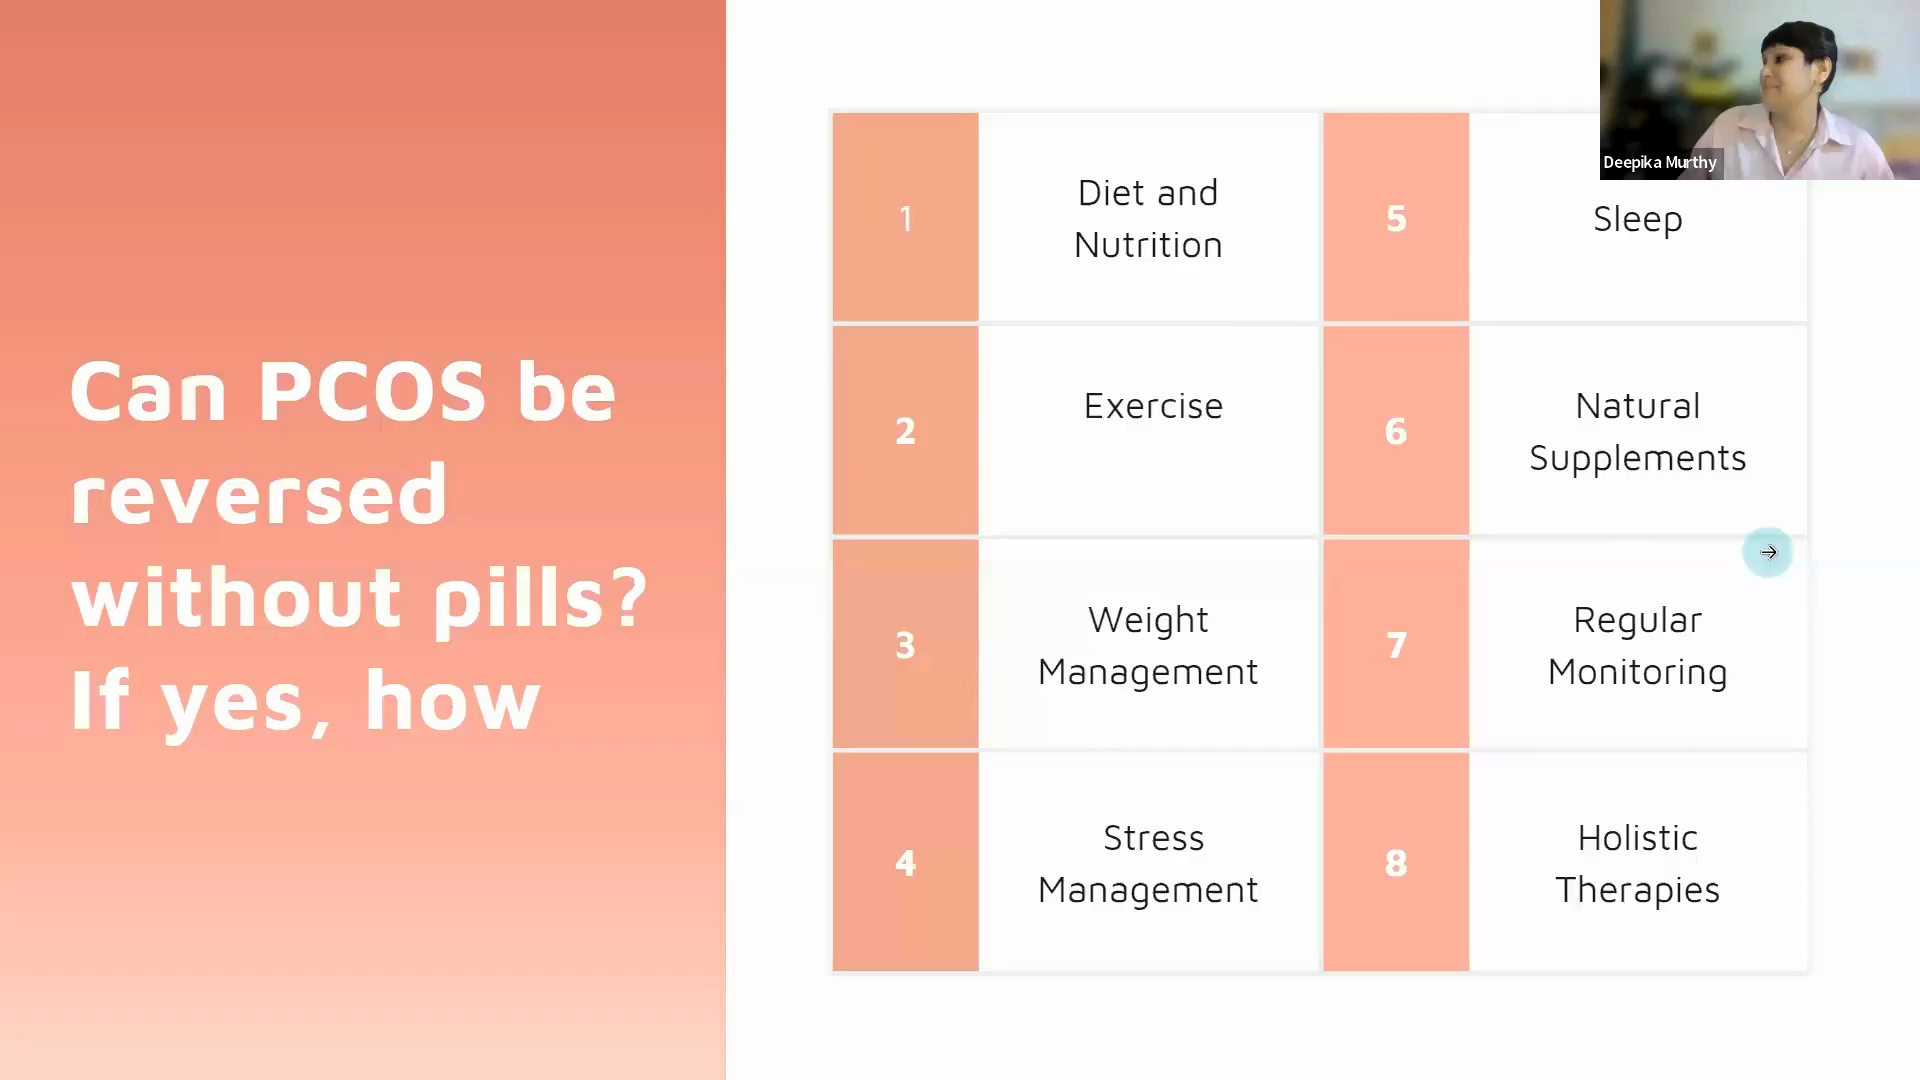 Can PCOS be
reversed
without pills?
If yes, how
1
Diet and
Nutrition
5
Sleep
2
Exercise
6
Natural
Supplements
3
Weight
Management
7
Regular
Monitoring
4
Stress
Management
8
Holistic
Therapies
Deepika Murthy